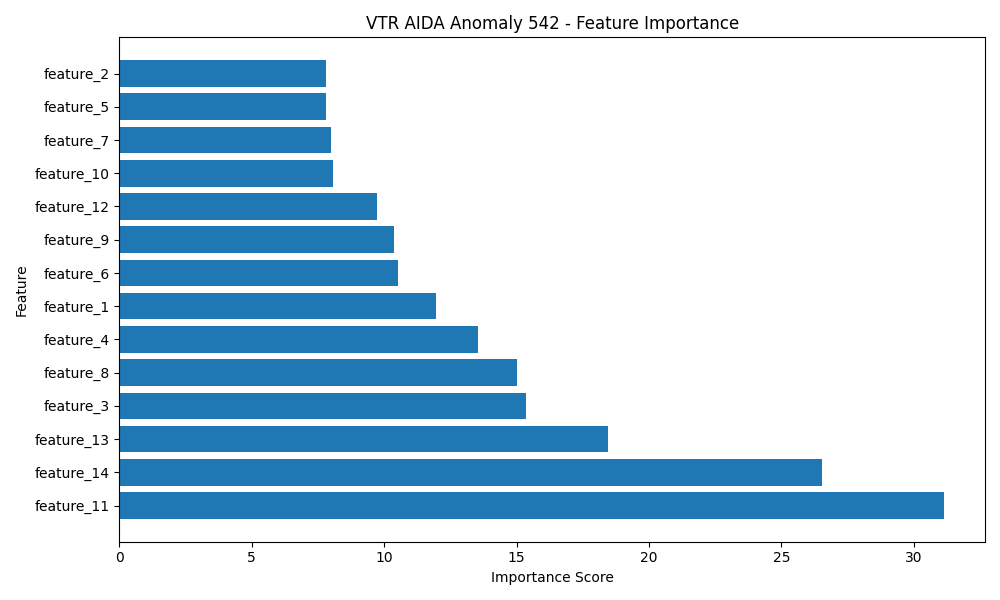 VTR AIDA Anomaly 542 - Feature Importance
Feature
feature_2
feature_5
feature_7
feature_10
feature_12
feature_9
feature_6
feature_1
feature_4
feature_8
feature_3
feature_13
feature_14
feature_11
0 5 10 15 20 25 30
Importance Score